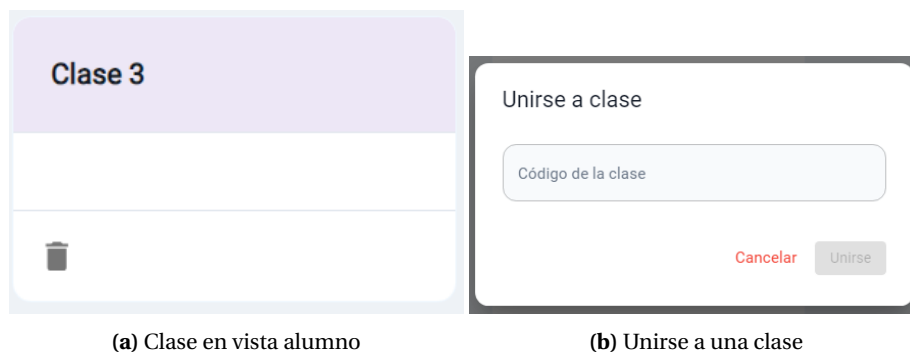 Clase 3
Unirse a clase
Código de la clase
Cancelar Unirse
(a) Clase en vista alumno
(b) Unirse a una clase